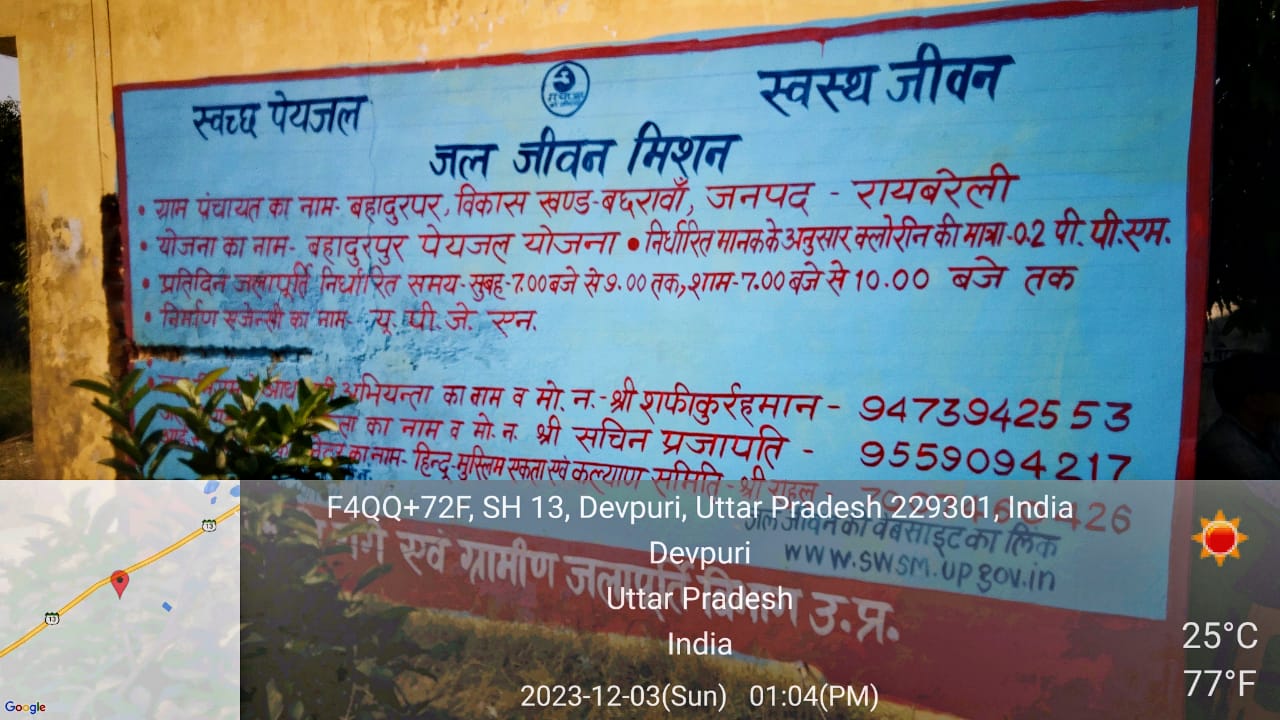 स्वच्छ पेयजल
स्वस्थ जीवन
जल जीवन मिशन
• ग्राम पंचायत का नाम- बहादुरपर, विकास खण्ड-बछरावाँ, जनपद - रायबरेली
• योजना का नाम- बहादुरपुर पेयजल योजना • निर्धारित मानक के अनुसार क्लोरीन की मात्रा-0.2 पी. पी.एम.
• प्रतिदिन जलापूर्ति निर्धारित समय-सुबह-7.00 बजे से 9.00 तक, शाम-7.00 बजे से 10.00 बजे तक
• निर्माण एजेन्सी का नाम- यू. पी. जे. एन.
अभियन्ता का नाम व मो. न.-श्री शफीकुर्रहमान - 9473942553
का नाम व मो. न. श्री सचिन प्रजापति - 9559094217
का नाम- हिन्दू मुस्लिम एकता एवं कल्याण समिति - श्री राहुल -
जल जीवन का वेबसाइट का लिंक
www.swsm.up.gov.in
एवं ग्रामीण जलापूर्ति विभाग उ.प्र.
F4QQ+72F, SH 13, Devpuri, Uttar Pradesh 229301, India
Devpuri
Uttar Pradesh
India
2023-12-03(Sun) 01:04(PM)
25°C
77°F
13
13
Google